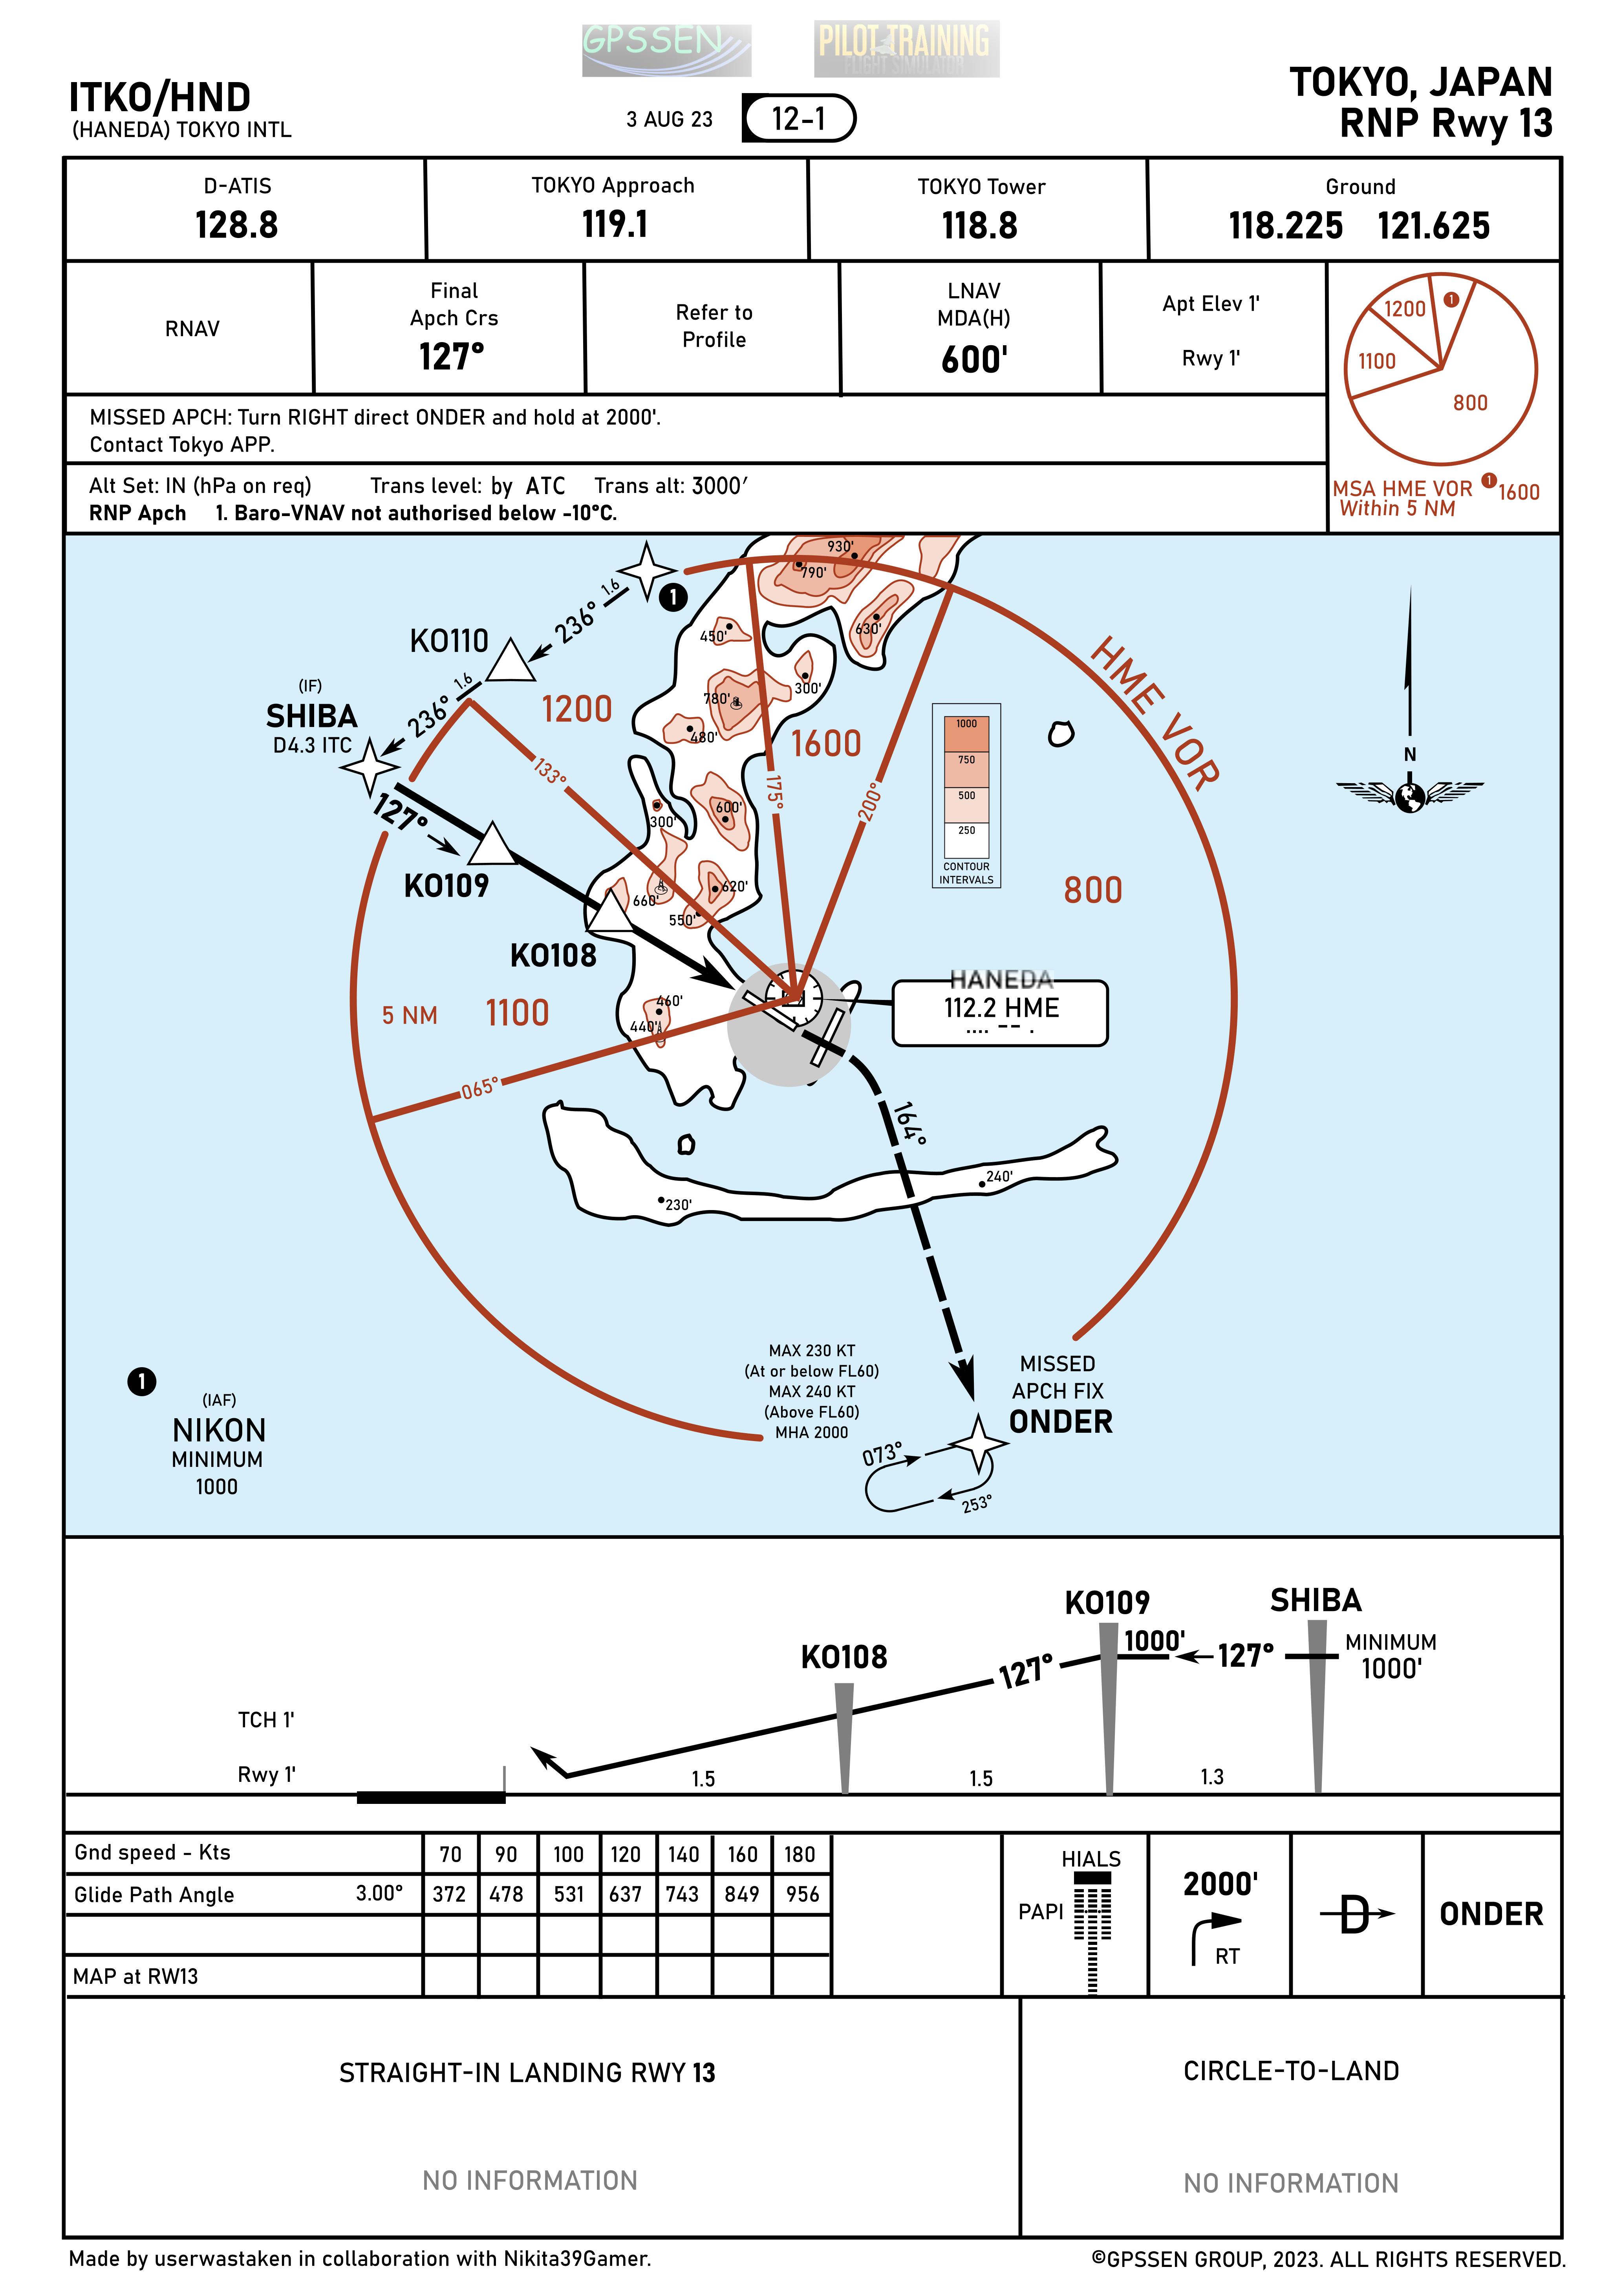 GPSSEN
PILOT TRAINING
FLIGHT SIMULATOR
ITKO/HND
(HANEDA) TOKYO INTL
3 AUG 23
12-1
TOKYO, JAPAN
RNP Rwy 13
D-ATIS
128.8
TOKYO Approach
119.1
TOKYO Tower
118.8
Ground
118.225 121.625
RNAV
Final
Apch Crs
127°
Refer to
Profile
LNAV
MDA(H)
600'
Apt Elev 1'
Rwy 1'
MISSED APCH: Turn RIGHT direct ONDER and hold at 2000'.
Contact Tokyo APP.
Alt Set: IN (hPa on req) Trans level: by ATC Trans alt: 3000'
RNP Apch 1. Baro-VNAV not authorised below -10°C.
1200
1
1100
800
MSA HME VOR 1 1600
Within 5 NM
930'
790'
1
1.6
236°
450'
630'
KO110
HME VOR
(IF)
SHIBA
D4.3 ITC
1.6
236°
1200
780'
300'
480'
1600
1000
750
500
250
CONTOUR
INTERVALS
N
133°
175°
200°
127°
300'
600'
KO109
660'
620'
550'
800
KO108
5 NM
1100
460'
440'
HANEDA
112.2 HME
.... -- .
065°
164°
240'
230'
1
(IAF)
NIKON
MINIMUM
1000
MAX 230 KT
(At or below FL60)
MAX 240 KT
(Above FL60)
MHA 2000
MISSED
APCH FIX
ONDER
073°
253°
KO109
SHIBA
KO108
1000'
127°
127°
MINIMUM
1000'
TCH 1'
Rwy 1'
1.5
1.5
1.3
Gnd speed - Kts 70 90 100 120 140 160 180
Glide Path Angle 3.00° 372 478 531 637 743 849 956
MAP at RW13
HIALS
PAPI
2000'
RT
D
ONDER
STRAIGHT-IN LANDING RWY 13
CIRCLE-TO-LAND
NO INFORMATION
NO INFORMATION
Made by userwastaken in collaboration with Nikita39Gamer.
©GPSSEN GROUP, 2023. ALL RIGHTS RESERVED.